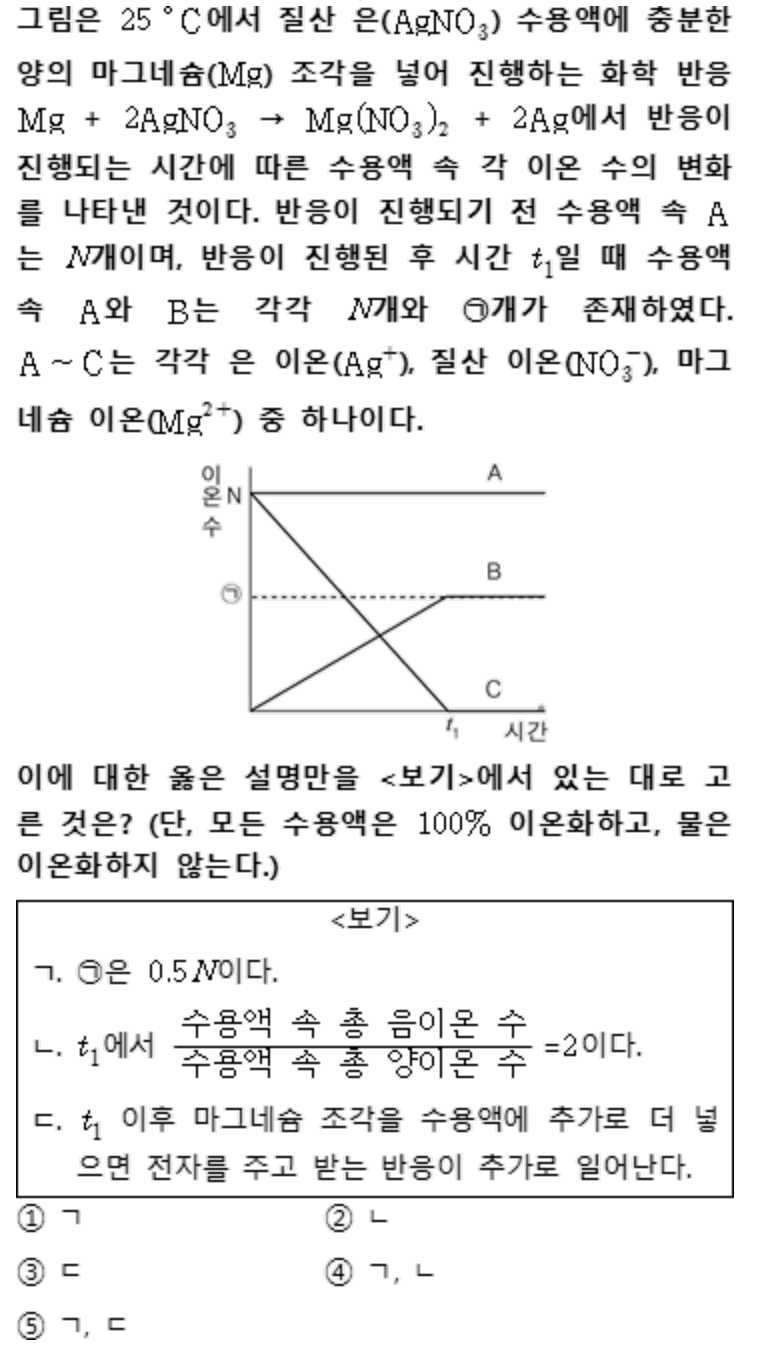 그림은 25 °C에서 질산 은(AgNO₃) 수용액에 충분한
양의 마그네슘(Mg) 조각을 넣어 진행하는 화학 반응
Mg + 2AgNO₃ → Mg(NO₃)₂ + 2Ag에서 반응이
진행되는 시간에 따른 수용액 속 각 이온 수의 변화
를 나타낸 것이다. 반응이 진행되기 전 수용액 속 A
는 N개이며, 반응이 진행된 후 시간 t₁일 때 수용액
속 A와 B는 각각 N개와 ㉠개가 존재하였다.
A ~ C는 각각 은 이온(Ag⁺), 질산 이온(NO₃⁻), 마그
네슘 이온(Mg²⁺) 중 하나이다.
이온수
N
A
㉠
B
C
t₁
시간
이에 대한 옳은 설명만을 <보기>에서 있는 대로 고
른 것은? (단, 모든 수용액은 100% 이온화하고, 물은
이온화하지 않는다.)
<보기>
ㄱ. ㉠은 0.5N이다.
ㄴ. t₁에서 수용액 속 총 음이온 수 / 수용액 속 총 양이온 수 =2이다.
ㄷ. t₁ 이후 마그네슘 조각을 수용액에 추가로 더 넣
으면 전자를 주고 받는 반응이 추가로 일어난다.
① ㄱ ② ㄴ
③ ㄷ ④ ㄱ, ㄴ
⑤ ㄱ, ㄷ